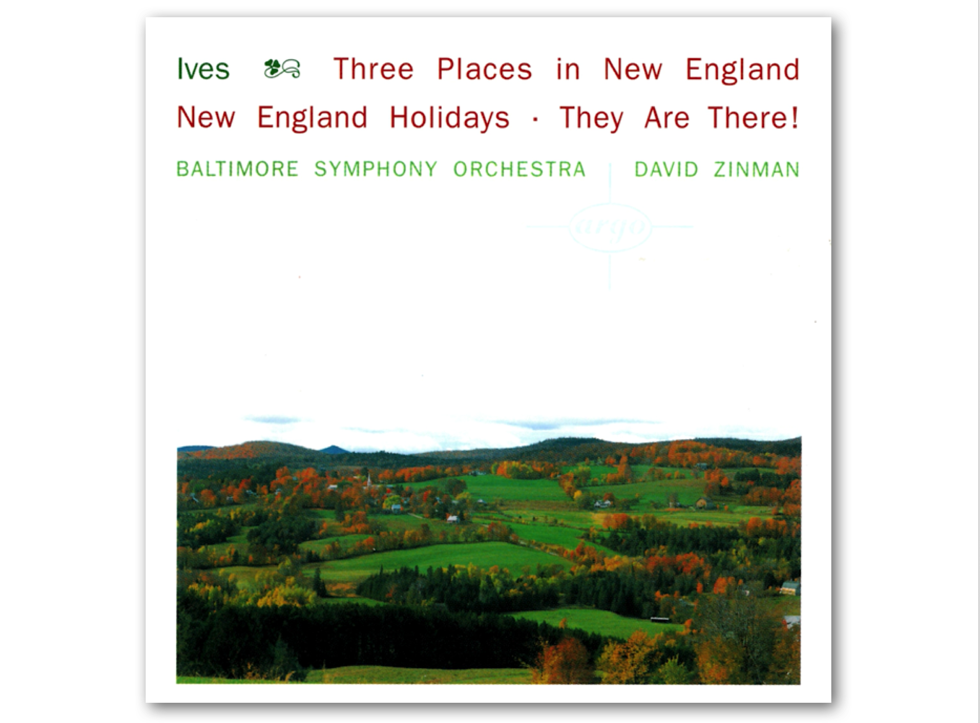 Ives Three Places in New England
New England Holidays · They Are There!
BALTIMORE SYMPHONY ORCHESTRA DAVID ZINMAN
argo